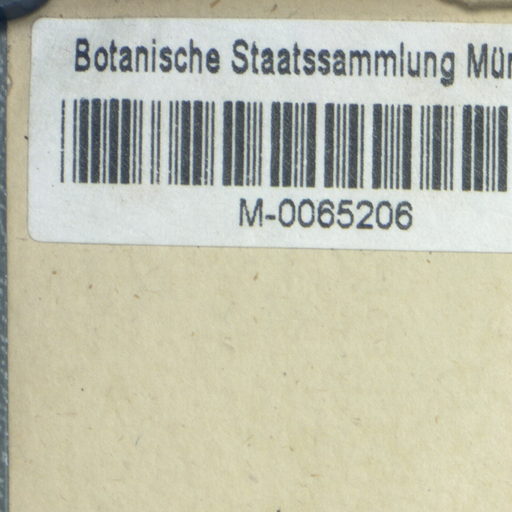 Botanische Staatssammlung Mün
M-0065206